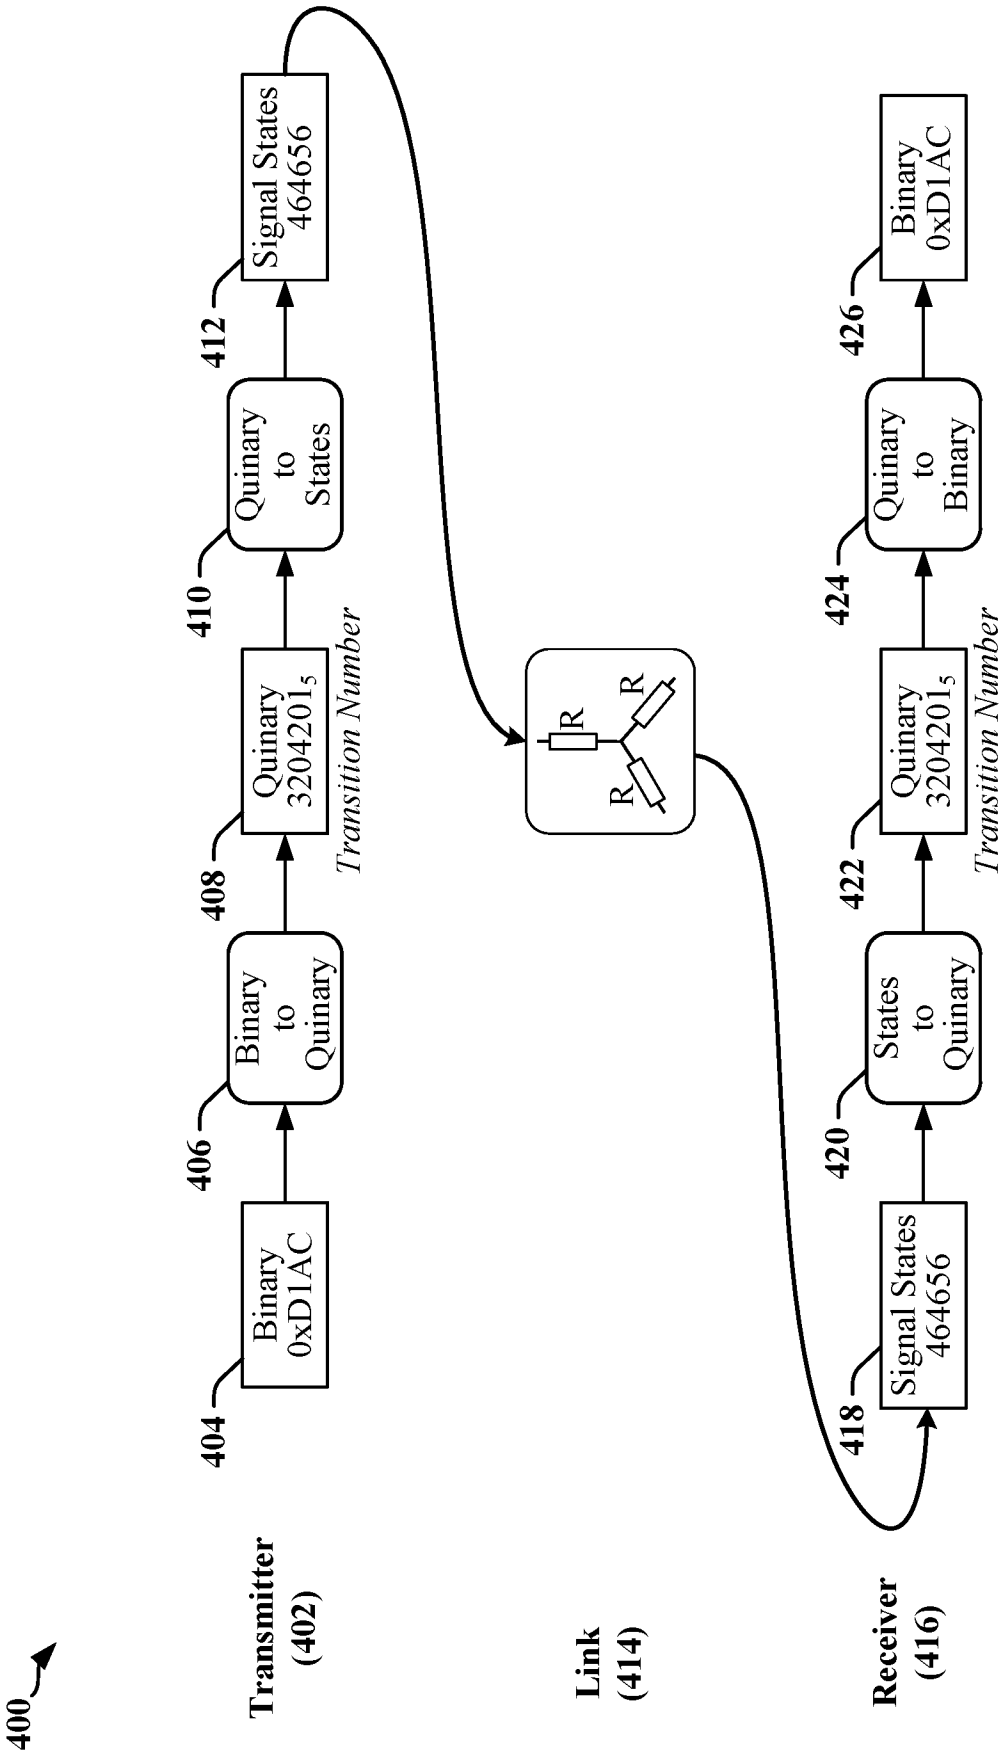 400
Transmitter
(402)
404
Binary
0xD1AC
406
Binary
to
Quinary
408
Quinary
3204201₅
Transition Number
410
Quinary
to
States
412
Signal States
464656
Link
(414)
R
R
R
Receiver
(416)
418
Signal States
464656
420
States
to
Quinary
422
Quinary
3204201₅
Transition Number
424
Quinary
to
Binary
426
Binary
0xD1AC